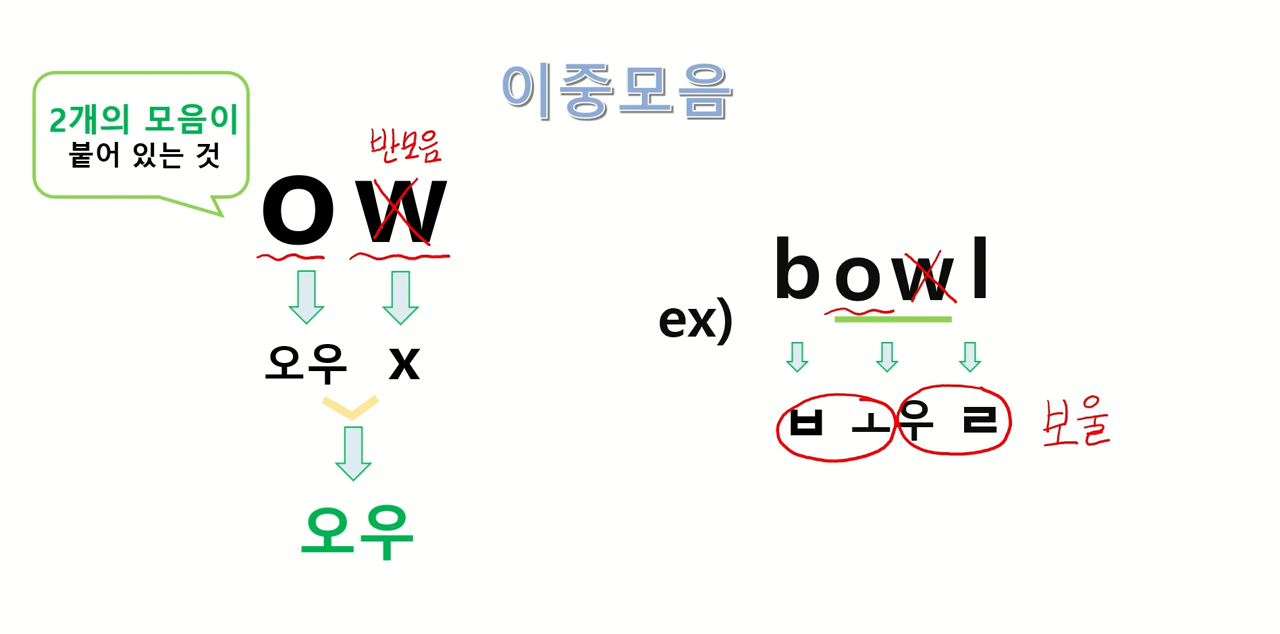 이중모음
2개의 모음이
붙어 있는 것
반모음
o w
오우 x
오우
ex)
bowl
ㅂ ㅗ우 ㄹ
보울